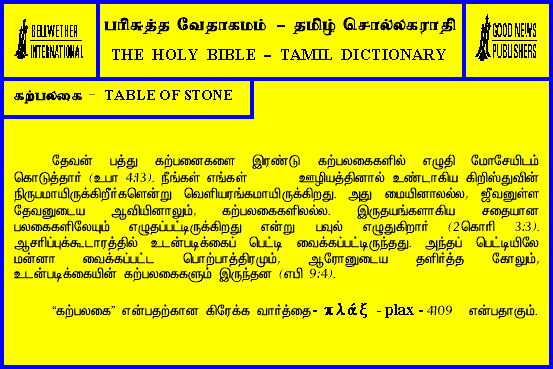 BELLWETHER
INTERNATIONAL
பரிசுத்த வேதாகமம் - தமிழ் சொல்லகராதி
THE HOLY BIBLE - TAMIL DICTIONARY
GOOD NEWS
PUBLISHERS
கற்பலகை - TABLE OF STONE
தேவன் பத்து கற்பனைகளை இரண்டு கற்பலகைகளில் எழுதி மோசேயிடம்
கொடுத்தார் (உபா 4:13). நீங்கள் எங்கள் ஊழியத்தினால் உண்டாகிய கிறிஸ்துவின்
நிருபமாயிருக்கிறீர்களென்று வெளியரங்கமாயிருக்கிறது. அது மையினாலல்ல, ஜீவனுள்ள
தேவனுடைய ஆவியினாலும், கற்பலகைகளிலல்ல. இருதயங்களாகிய சதையான
பலகைகளிலேயும் எழுதப்பட்டிருக்கிறது என்று பவுல் எழுதுகிறார் (2கொரி 3:3).
ஆசரிப்புக்கூடாரத்தில் உடன்படிக்கைப் பெட்டி வைக்கப்பட்டிருந்தது. அந்தப் பெட்டியிலே
மன்னா வைக்கப்பட்ட பொற்பாத்திரமும், ஆரோனுடைய தளிர்த்த கோலும்,
உடன்படிக்கையின் கற்பலகைகளும் இருந்தன (எபி 9:4).
“கற்பலகை” என்பதற்கான கிரேக்க வார்த்தை- πλάξ - plax - 4109 என்பதாகும்.